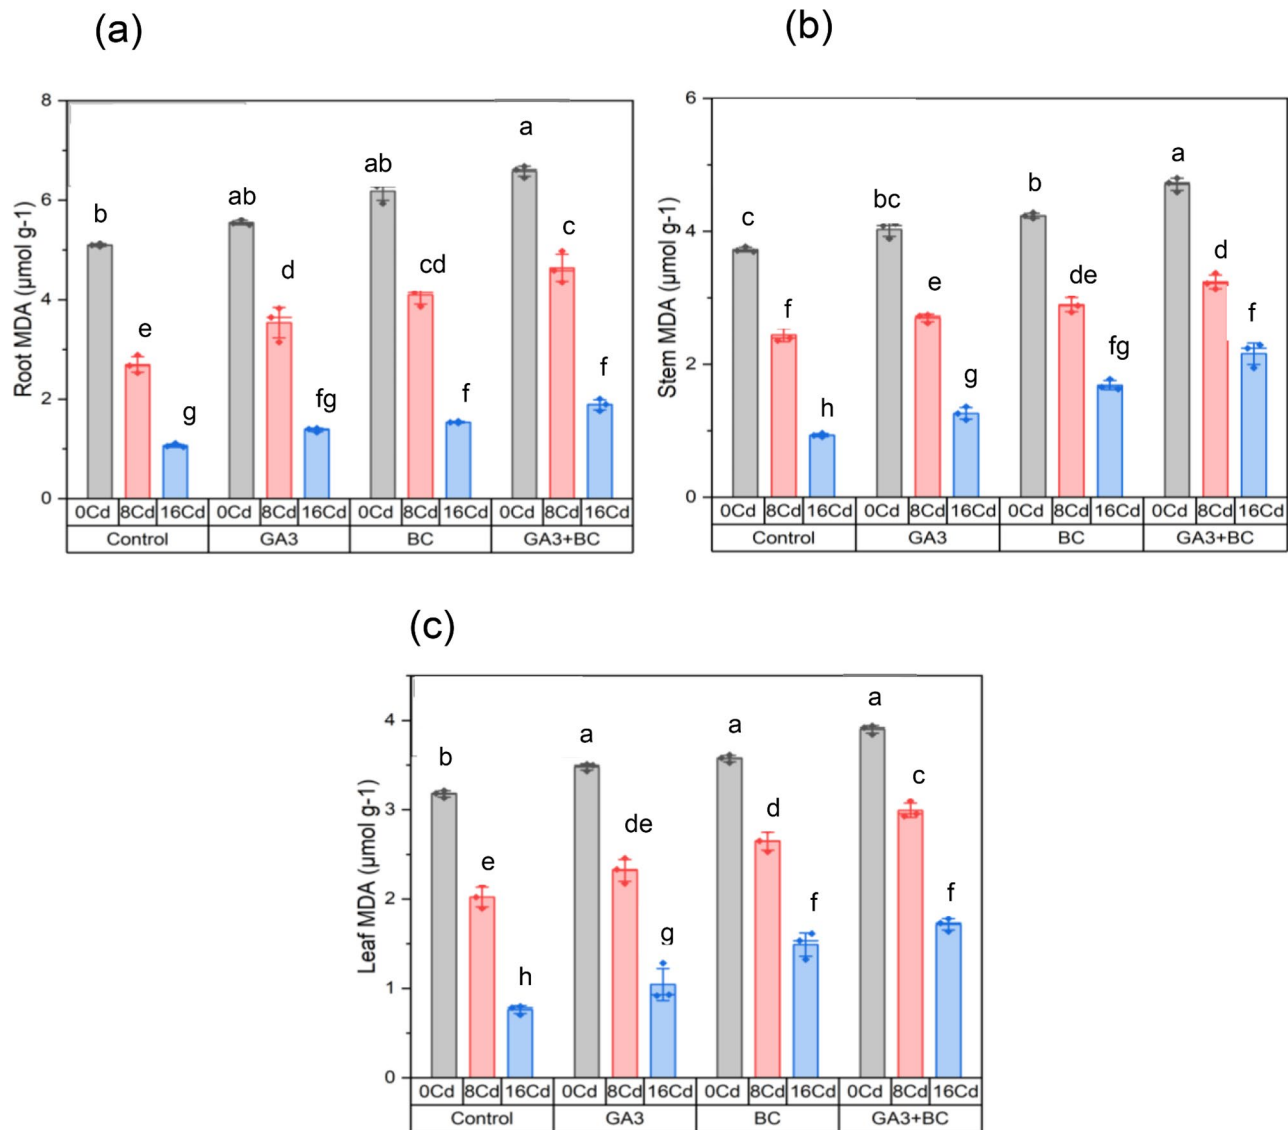 (a)
8
6
4
2
0
Root MDA (µmol g-1)
b
e
g
ab
d
fg
ab
cd
f
a
c
f
0Cd 8Cd 16Cd 0Cd 8Cd 16Cd 0Cd 8Cd 16Cd 0Cd 8Cd 16Cd
Control GA3 BC GA3+BC
(b)
6
4
2
0
Stem MDA (µmol g-1)
c
f
h
bc
e
g
b
de
fg
a
d
f
0Cd 8Cd 16Cd 0Cd 8Cd 16Cd 0Cd 8Cd 16Cd 0Cd 8Cd 16Cd
Control GA3 BC GA3+BC
(c)
4
3
2
1
0
Leaf MDA (µmol g-1)
b
e
h
a
de
g
a
d
f
a
c
f
0Cd 8Cd 16Cd 0Cd 8Cd 16Cd 0Cd 8Cd 16Cd 0Cd 8Cd 16Cd
Control GA3 BC GA3+BC